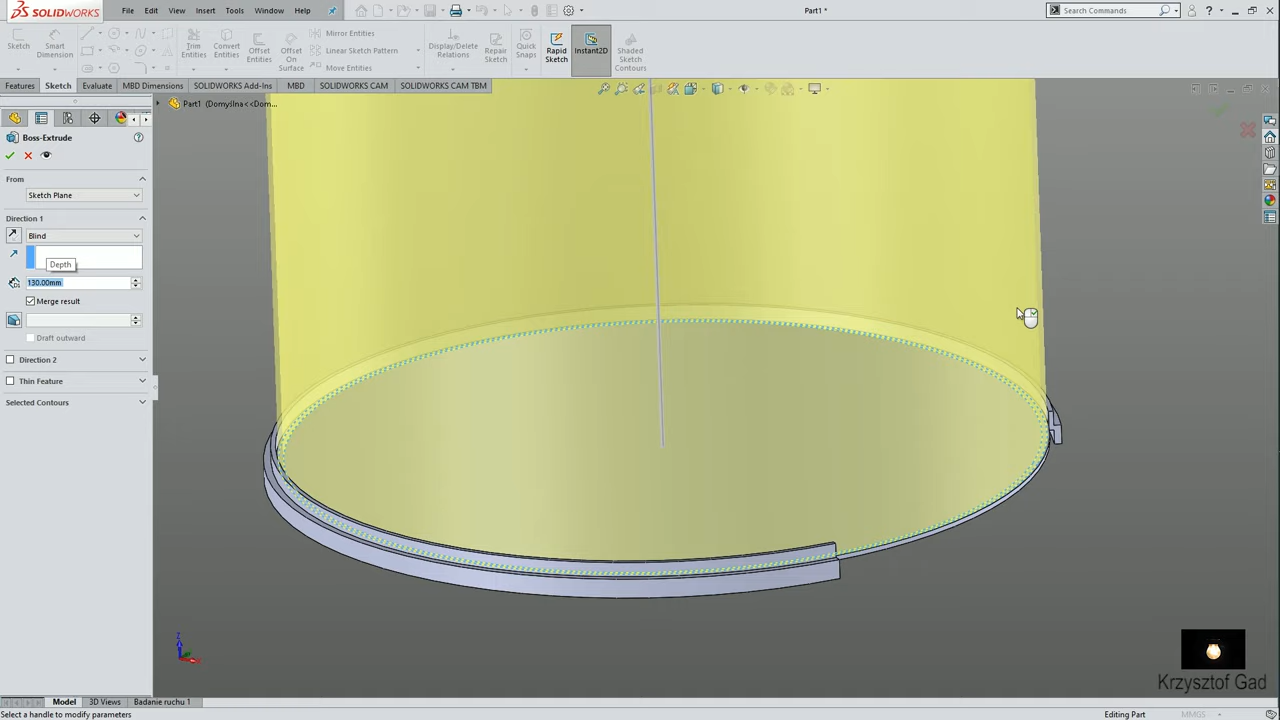 SOLIDWORKS File Edit View Insert Tools Window Help Part1 * Search Commands
Sketch Smart Dimension Trim Entities Convert Entities Offset Entities Offset On Surface Mirror Entities Linear Sketch Pattern Move Entities Display/Delete Relations Repair Sketch Quick Snaps Rapid Sketch Instant2D Shaded Sketch Contours
Features Sketch Evaluate MBD Dimensions SOLIDWORKS Add-Ins MBD SOLIDWORKS CAM SOLIDWORKS CAM TBM
Part1 (Domyślna<<Dom...
Boss-Extrude
From
Sketch Plane
Direction 1
Blind
Depth
130.00mm
Merge result
Draft outward
Direction 2
Thin Feature
Selected Contours
Z
Krzysztof Gad
Model 3D Views Badanie ruchu 1
Select a handle to modify parameters Editing Part MMGS